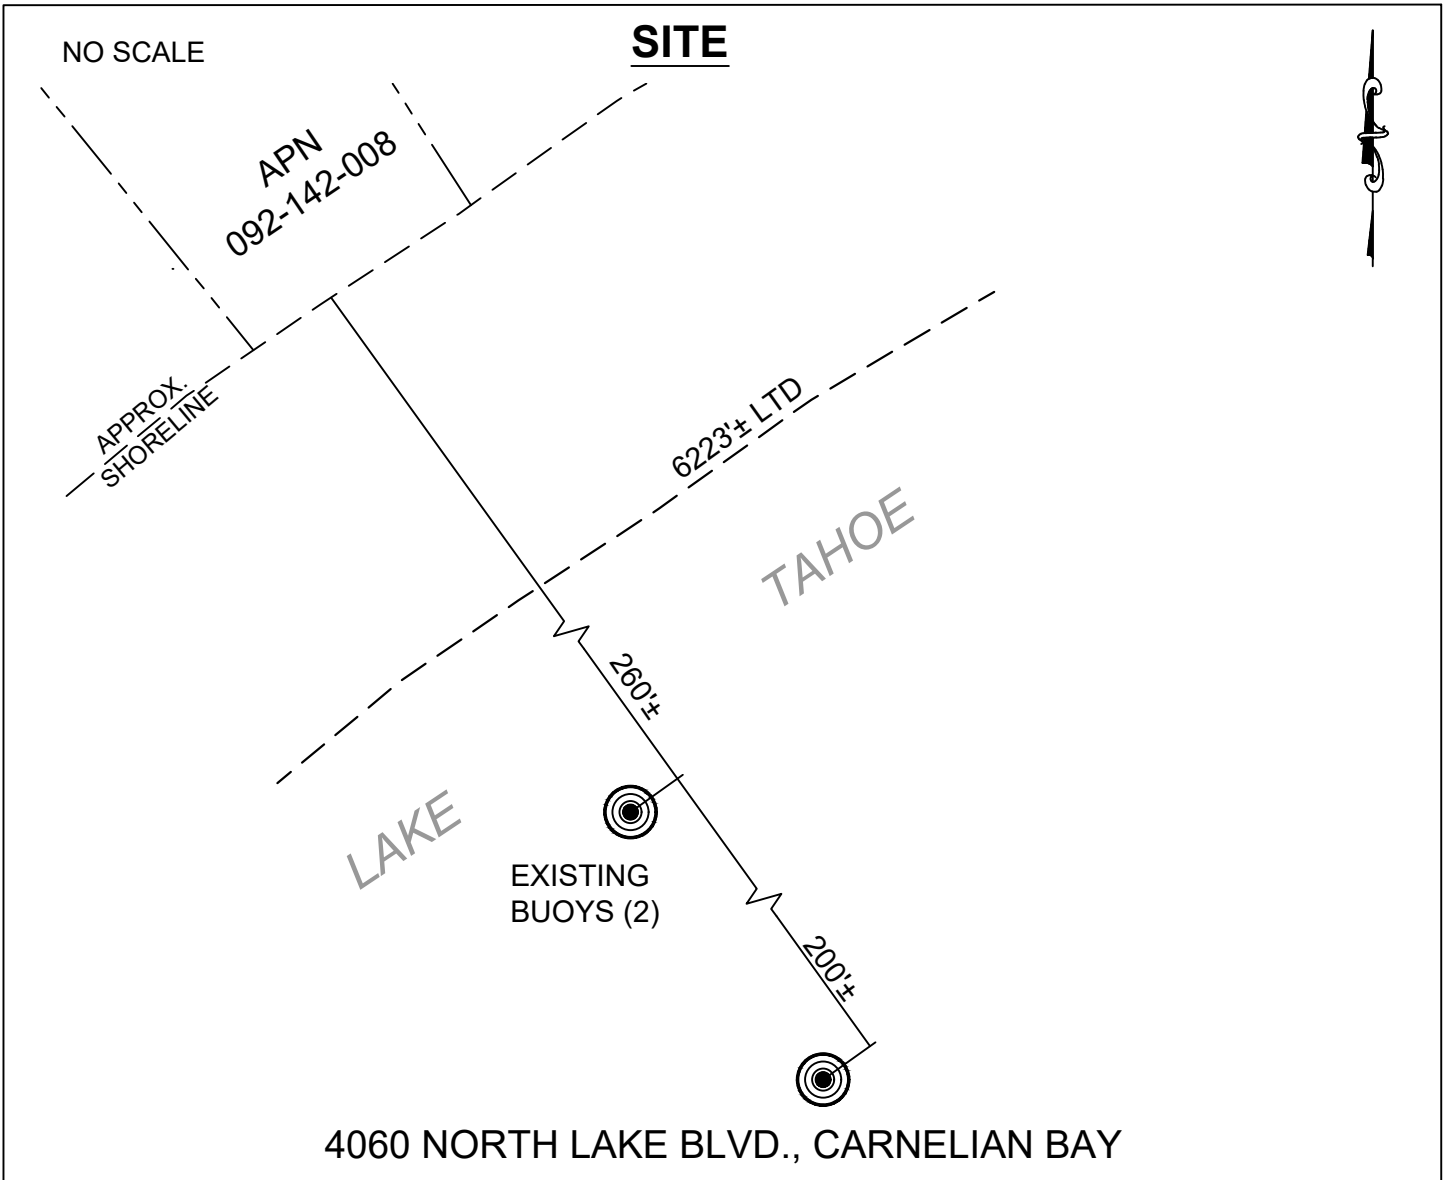 NO SCALE
SITE
APN
092-142-008
APPROX.
SHORELINE
6223'± LTD
TAHOE
260'±
LAKE
EXISTING
BUOYS (2)
200'±
4060 NORTH LAKE BLVD., CARNELIAN BAY